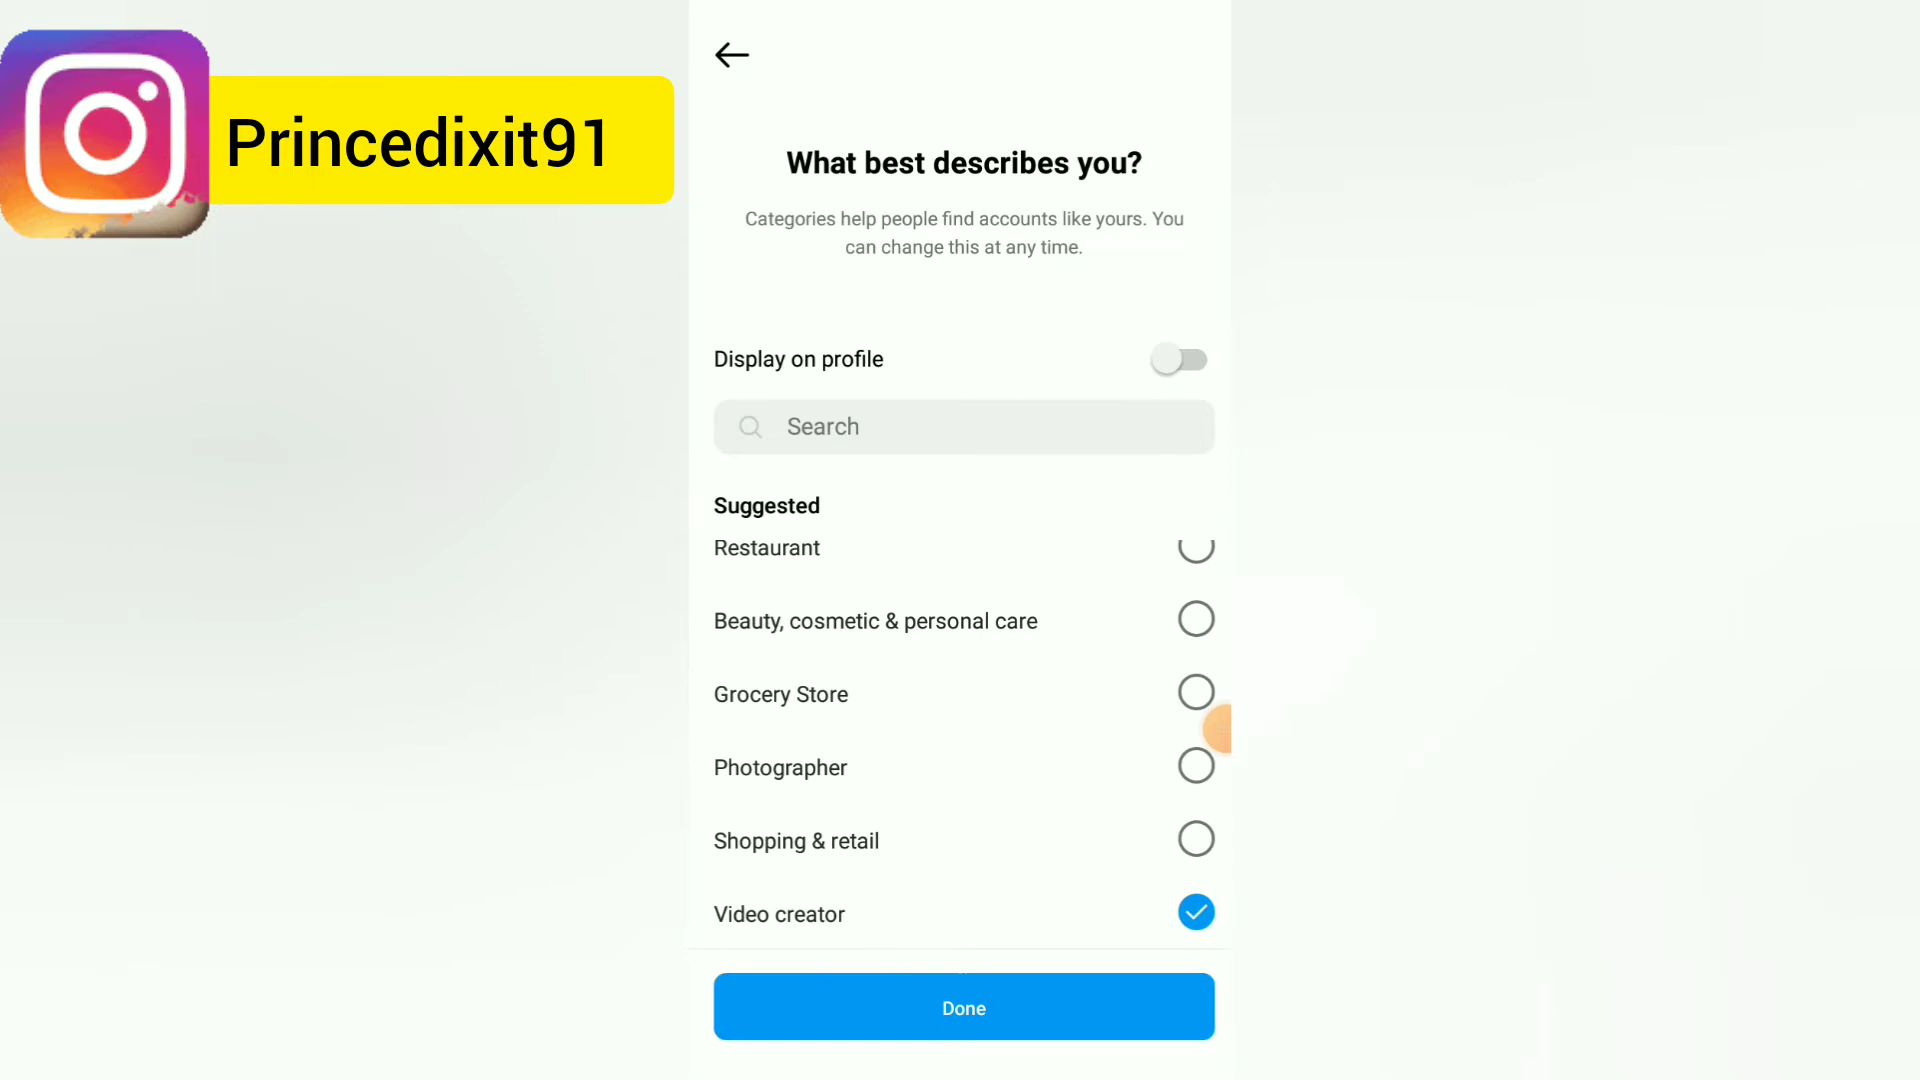 Princedixit91
What best describes you?
Categories help people find accounts like yours. You
can change this at any time.
Display on profile
Search
Suggested
Restaurant
Beauty, cosmetic & personal care
Grocery Store
Photographer
Shopping & retail
Video creator
Done